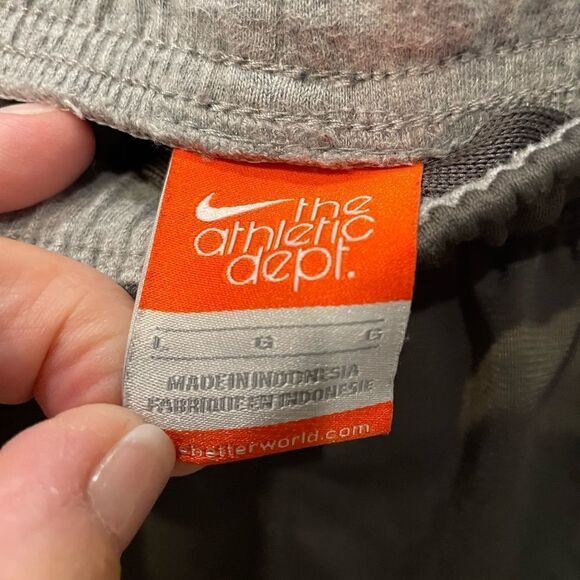 the
athletic
dept.
L G G
MADE IN INDONESIA
FABRIQUE EN INDONESIE
betterworld.com